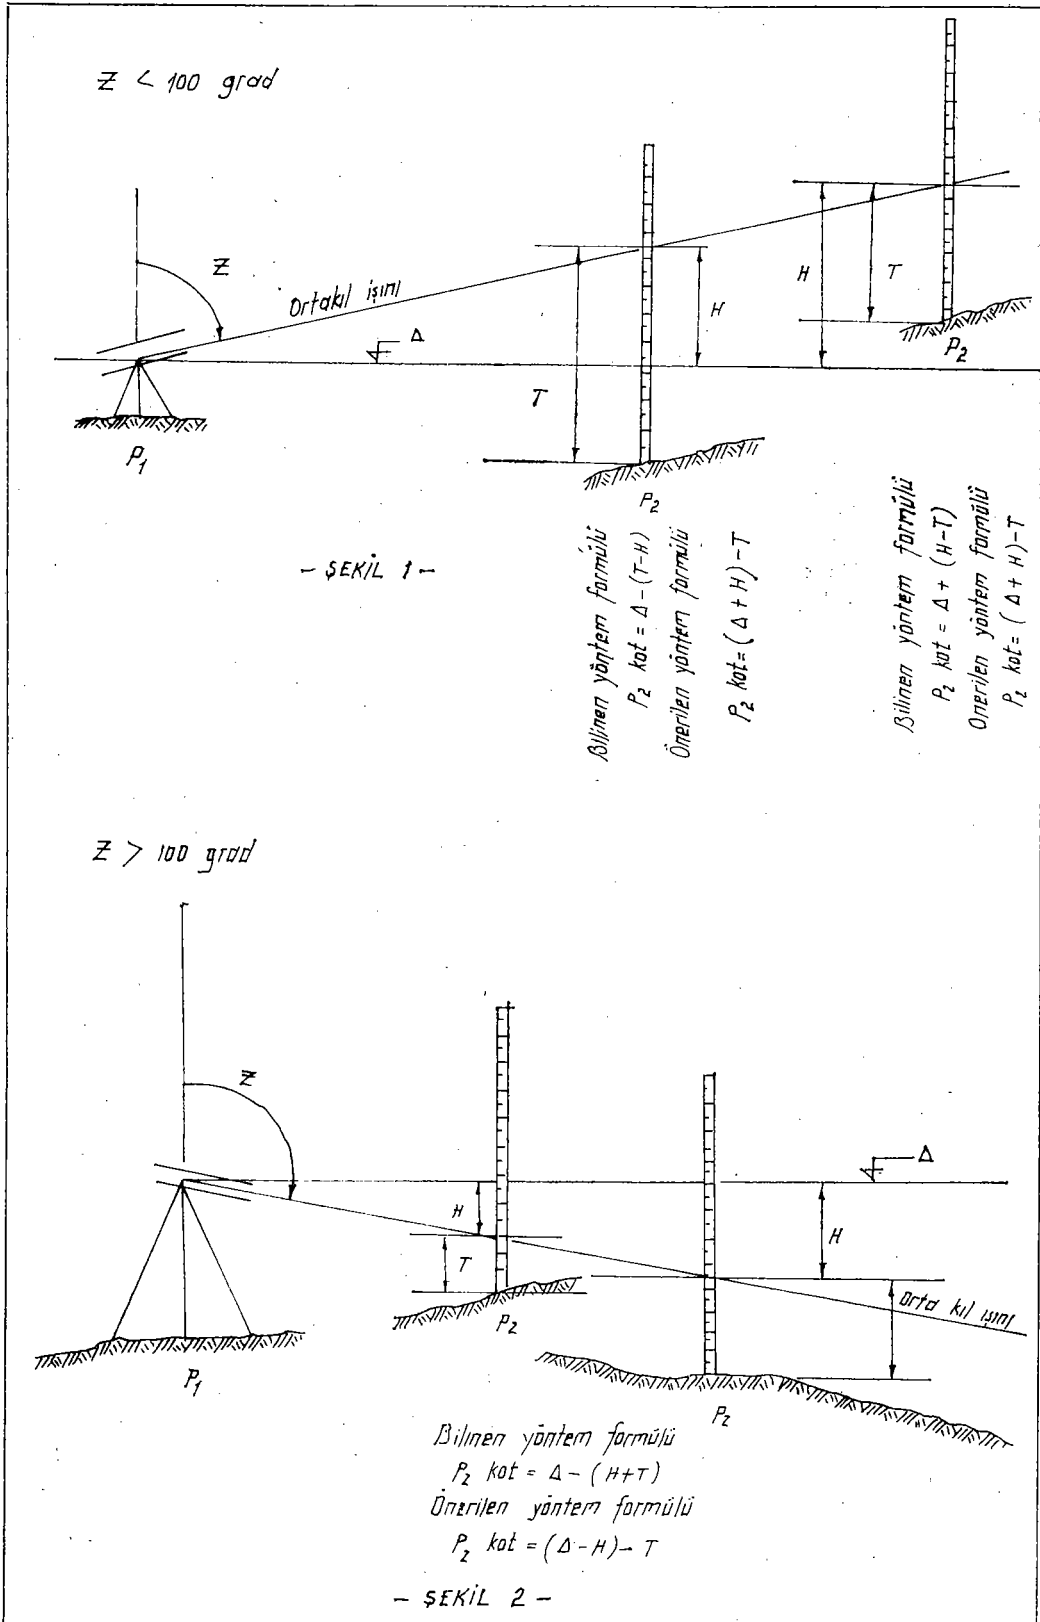 Z < 100 grad
Z
Ortakıl ışını
Δ
T
H
H
T
P₁
P₂
P₂
- ŞEKİL 1 -
Bilinen yöntem formülü
P₂ kot = Δ - (T-H)
Önerilen yöntem formülü
P₂ kot = (Δ + H) - T
Bilinen yöntem formülü
P₂ kot = Δ + (H-T)
Önerilen yöntem formülü
P₂ kot = (Δ + H) - T
Z > 100 grad
Z
Δ
H
T
H
Orta kıl ışını
P₁
P₂
P₂
Bilinen yöntem formülü
P₂ kot = Δ - (H+T)
Önerilen yöntem formülü
P₂ kot = (Δ - H) - T
- ŞEKİL 2 -